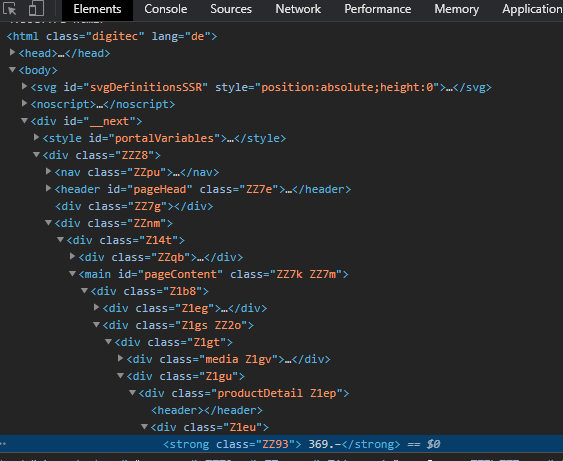 Elements Console Sources Network Performance Memory Application
<html class="digitec" lang="de">
<head>…</head>
<body>
<svg id="svgDefinitionsSSR" style="position:absolute;height:0">…</svg>
<noscript>…</noscript>
<div id="__next">
<style id="portalVariables">…</style>
<div class="ZZZ8">
<nav class="ZZpu">…</nav>
<header id="pageHead" class="ZZ7e">…</header>
<div class="ZZ7g"></div>
<div class="ZZnm">
<div class="Z14t">
<div class="ZZqb">…</div>
<main id="pageContent" class="ZZ7k ZZ7m">
<div class="Z1b8">
<div class="Z1eg">…</div>
<div class="Z1gs ZZ2o">
<div class="Z1gt">
<div class="media Z1gv">…</div>
<div class="Z1gu">
<div class="productDetail Z1ep">
<header></header>
<div class="Z1eu">
<strong class="ZZ93"> 369.–</strong> == $0